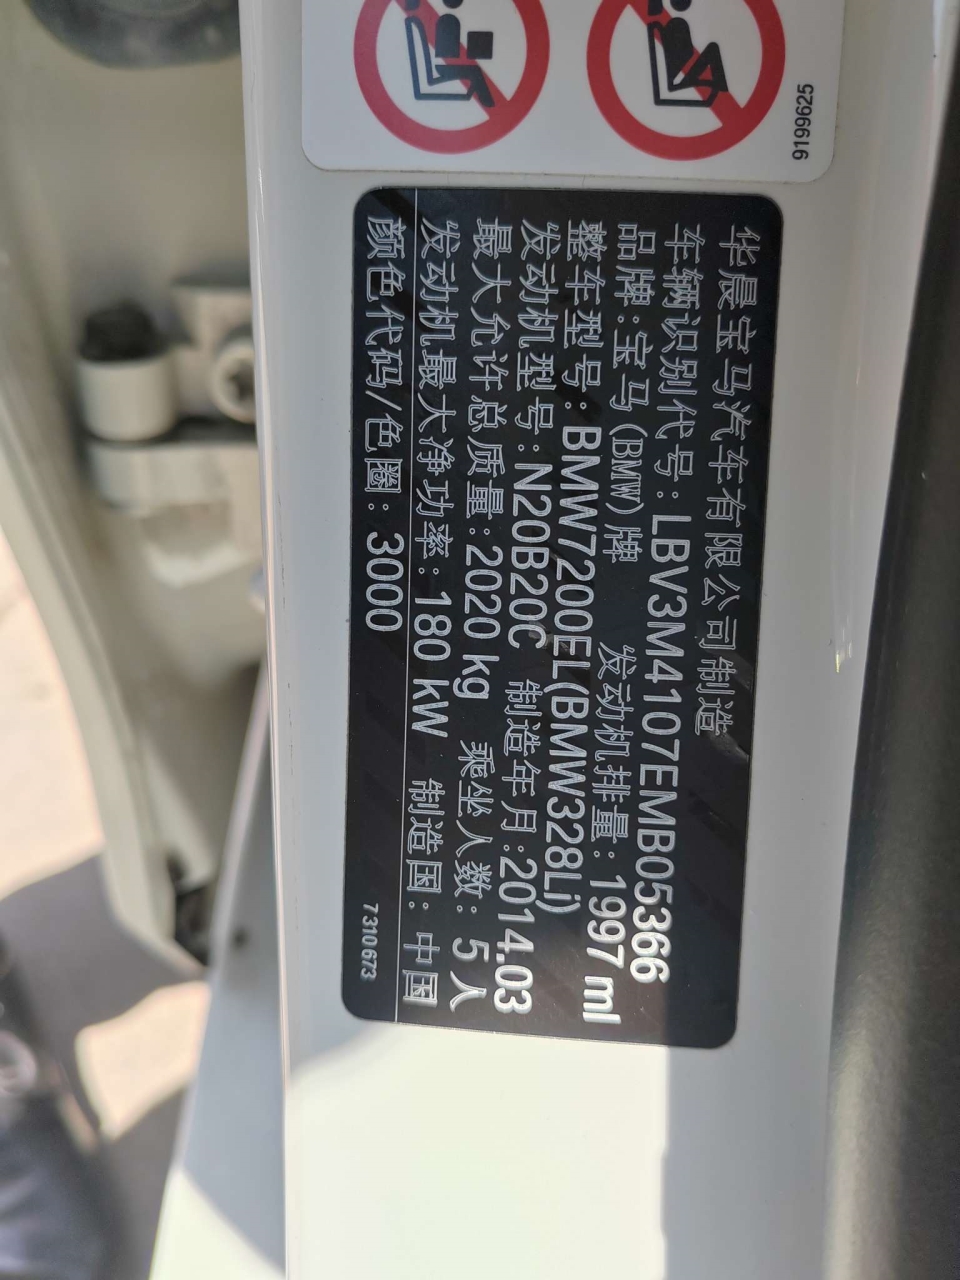 9199625
华晨宝马汽车有限公司制造
车辆识别代号:LBV3M4107EMB05366
品牌:宝马(BMW)牌 发动机排量:1997 ml
整车型号:BMW7200EL(BMW328Li)
发动机型号:N20B20C 制造年月:2014.03
最大允许总质量:2020 kg 乘坐人数:5人
发动机最大净功率:180 kW 制造国:中国
颜色代码/色圈:3000
7310673